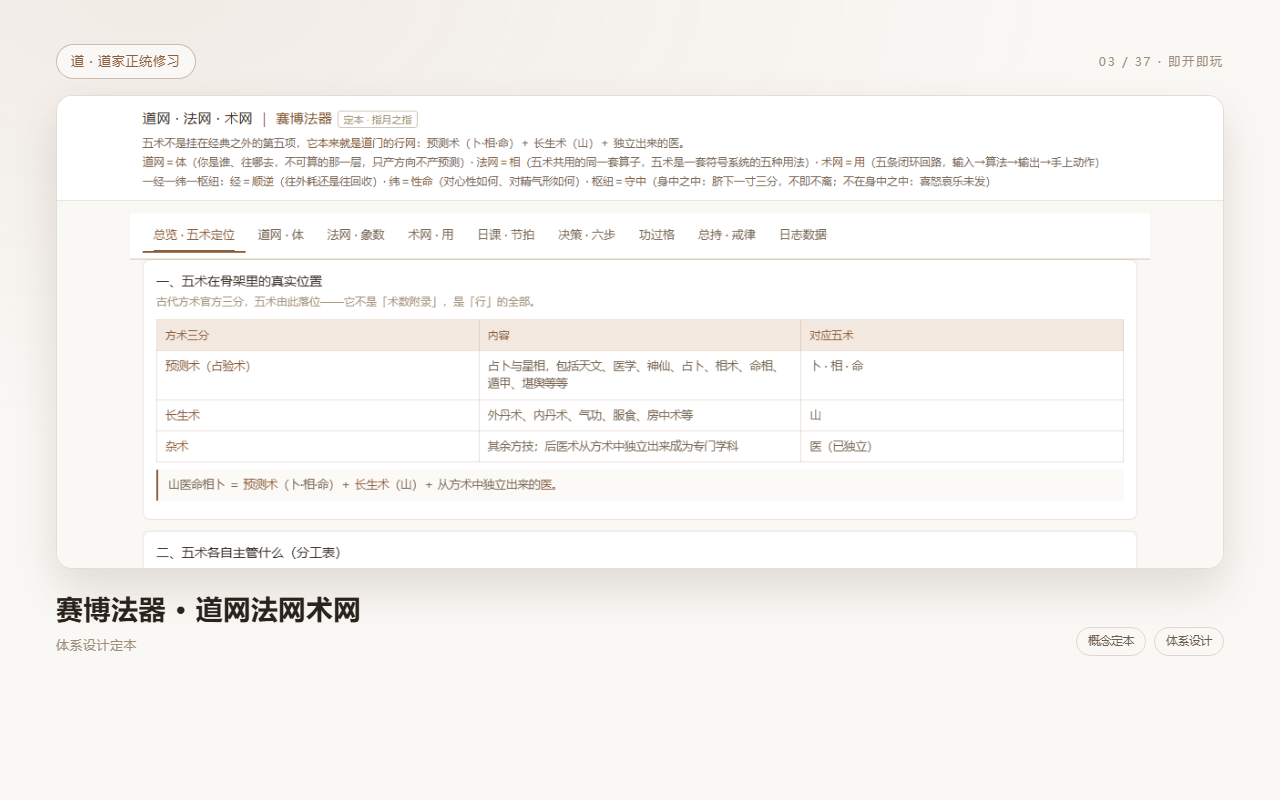 道 · 道家正统修习
03 / 37 · 即开即玩
道网 · 法网 · 术网 ｜ 赛博法器 定本 · 指月之指
五术不是挂在经典之外的第五项，它本来就是道门的行网：预测术（卜·相·命） + 长生术（山） + 独立出来的医。
道网 = 体（你是谁、往哪去，不可算的那一层，只产方向不产预测）· 法网 = 相（五术共用的同一套算子，五术是一套符号系统的五种用法）· 术网 = 用（五条闭环回路，输入→算法→输出→手上动作）
一经一纬一枢纽：经 = 顺逆（往外耗还是往回收）· 纬 = 性命（对心性如何、对精气形如何）· 枢纽 = 守中（身中之中：脐下一寸三分，不即不离；不在身中之中：喜怒哀乐未发）
总览 · 五术定位 道网 · 体 法网 · 象数 术网 · 用 日课 · 节拍 决策 · 六步 功过格 总持 · 戒律 日志数据
一、五术在骨架里的真实位置
古代方术官方三分，五术由此落位——它不是「术数附录」，是「行」的全部。
方术三分 内容 对应五术
预测术（占验术） 占卜与星相，包括天文、医学、神仙、占卜、相术、命相、 卜 · 相 · 命
遁甲、堪舆等等
长生术 外丹术、内丹术、气功、服食、房中术等 山
杂术 其余方技；后医术从方术中独立出来成为专门学科 医（已独立）
山医命相卜 = 预测术（卜·相·命） + 长生术（山） + 从方术中独立出来的医。
二、五术各自主管什么（分工表）
赛博法器 · 道网法网术网
体系设计定本
概念定本 体系设计